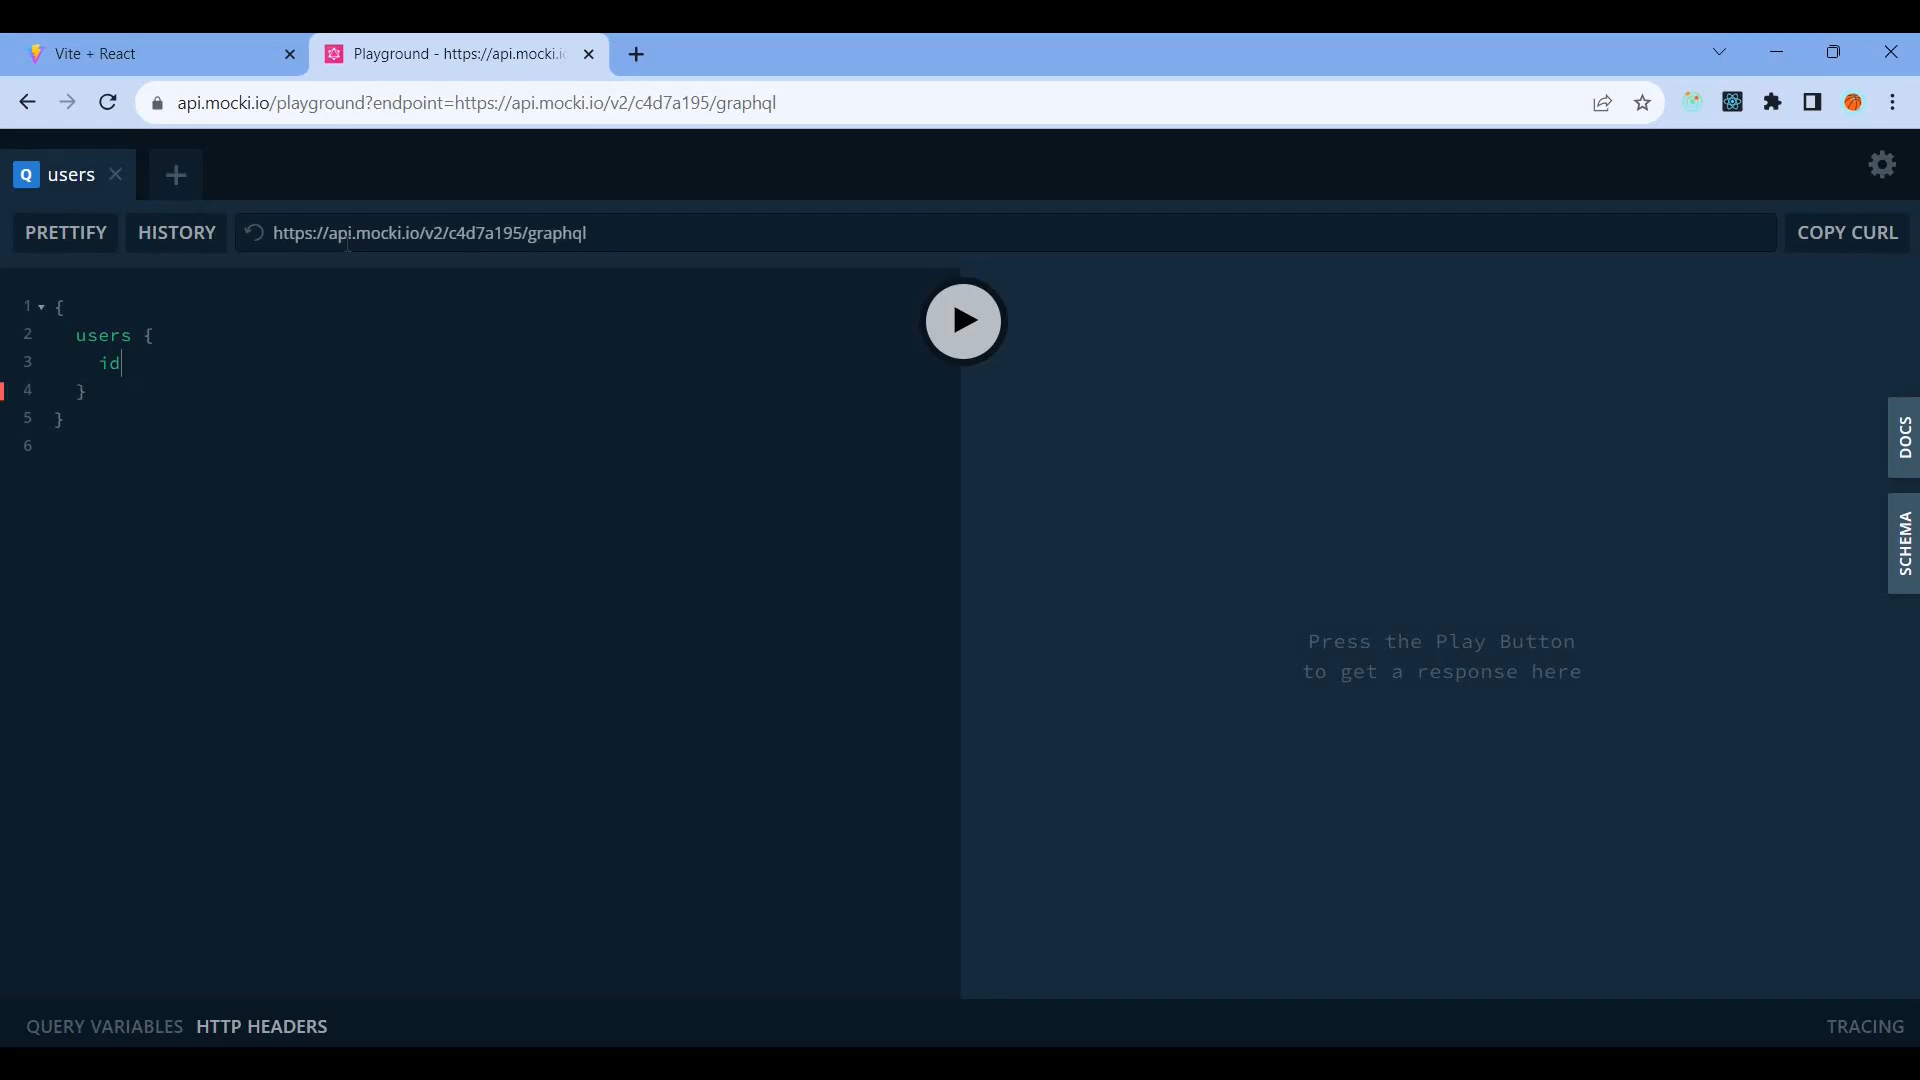 Vite + React
Playground - https://api.mocki.io
api.mocki.io/playground?endpoint=https://api.mocki.io/v2/c4d7a195/graphql
Q users
PRETTIFY HISTORY https://api.mocki.io/v2/c4d7a195/graphql COPY CURL
1 {
2 users {
3 id
4 }
5 }
6
DOCS
SCHEMA
Press the Play Button
to get a response here
QUERY VARIABLES HTTP HEADERS TRACING